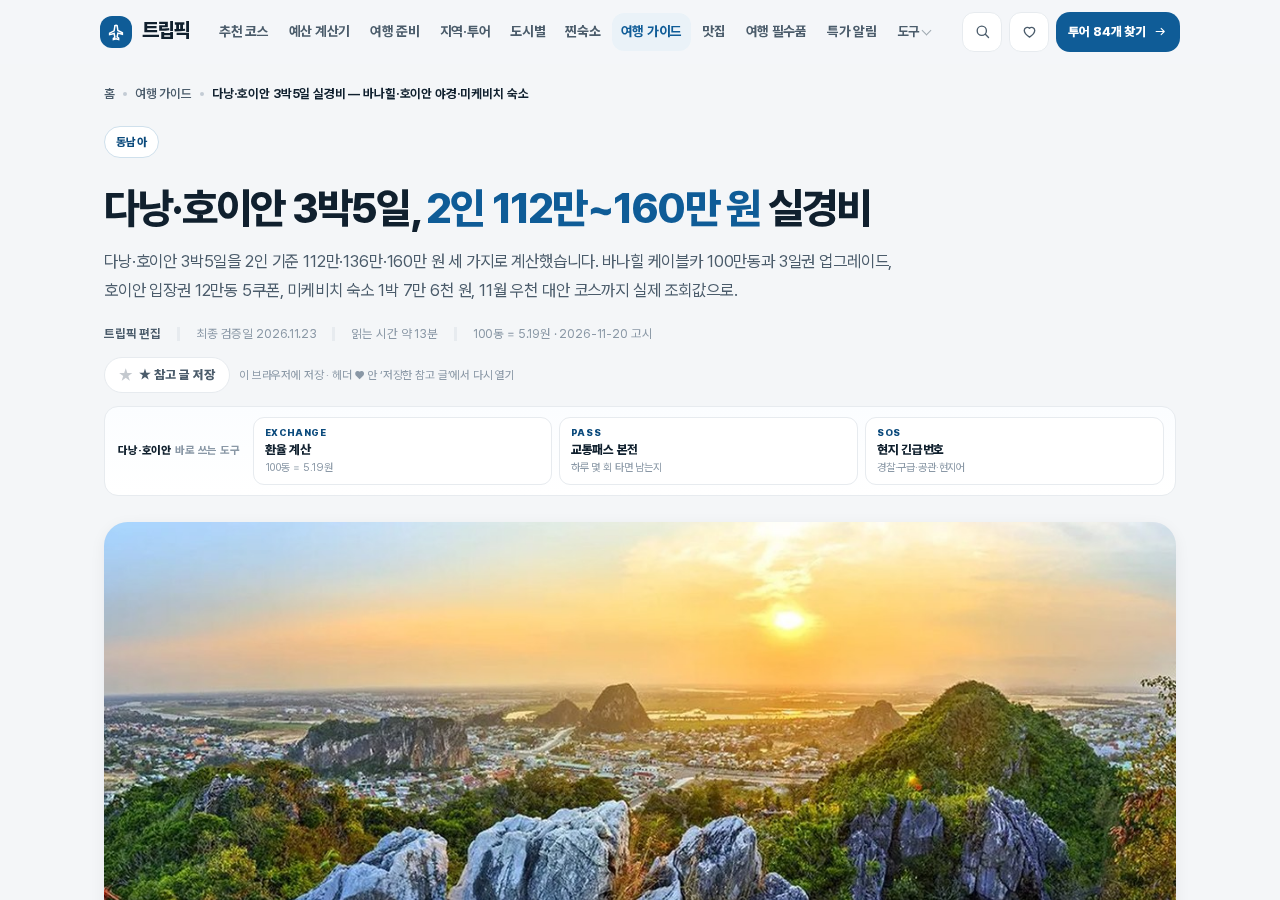 트립픽
추천 코스 예산 계산기 여행 준비 지역·투어 도시별 찐숙소 여행 가이드 맛집 여행 필수품 특가 알림 도구 투어 84개 찾기 →
홈 • 여행 가이드 • 다낭·호이안 3박5일 실경비 — 바나힐·호이안 야경·미케비치 숙소
동남아
다낭·호이안 3박5일, 2인 112만~160만 원 실경비
다낭·호이안 3박5일을 2인 기준 112만·136만·160만 원 세 가지로 계산했습니다. 바나힐 케이블카 100만동과 3일권 업그레이드,
호이안 입장권 12만동 5쿠폰, 미케비치 숙소 1박 7만 6천 원, 11월 우천 대안 코스까지 실제 조회값으로.
트립픽 편집 최종 검증일 2026.11.23 읽는 시간 약 13분 100동 = 5.19원 · 2026-11-20 고시
★ ★ 참고 글 저장 이 브라우저에 저장 · 헤더 ♥ 안 ‘저장한 참고 글’에서 다시 열기
다낭·호이안 바로 쓰는 도구
EXCHANGE
환율 계산
100동 = 5.19원
PASS
교통패스 본전
하루 몇 회 타면 남는지
SOS
현지 긴급번호
경찰·구급·공관·현지어